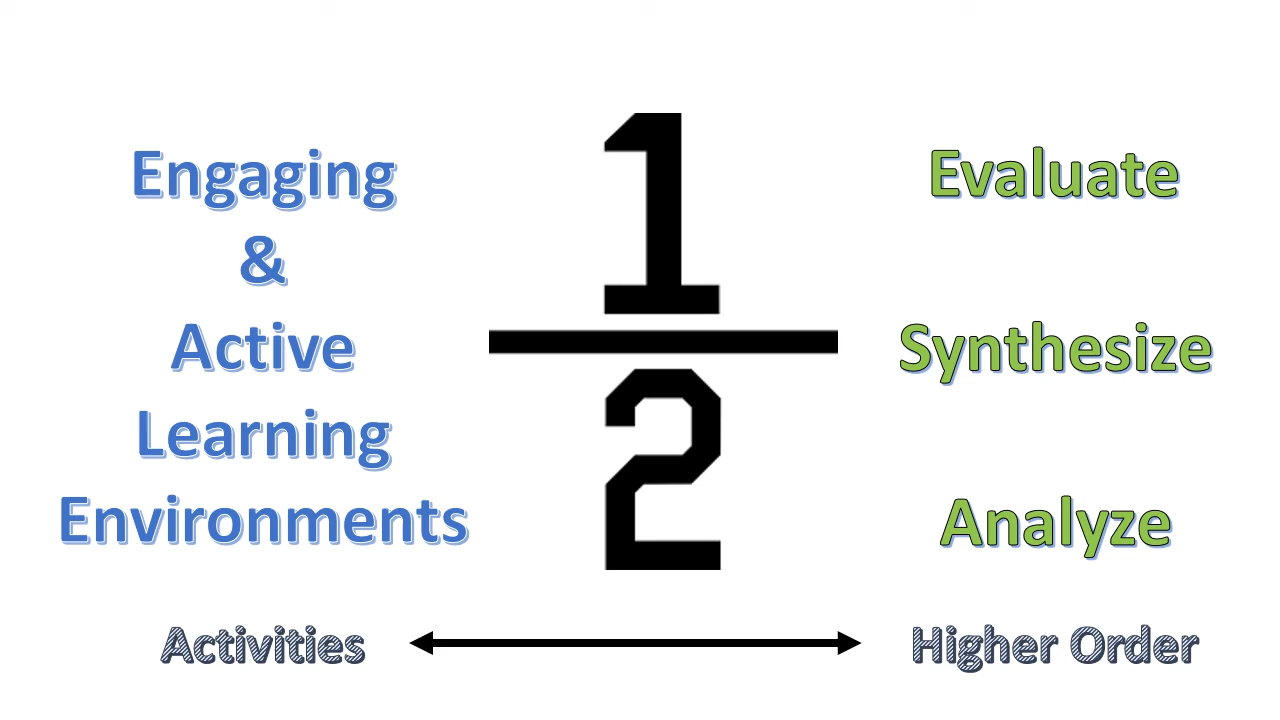 Engaging
&
Active
Learning
Environments
1
2
Evaluate
Synthesize
Analyze
Activities
Higher Order